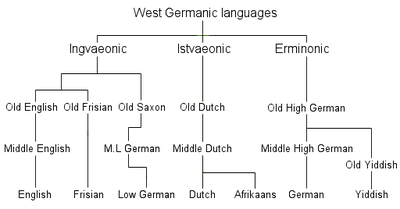 West Germanic languages
Ingvaeonic Istvaeonic Erminonic
Old English Old Frisian Old Saxon Old Dutch Old High German
Middle English M.L German Middle Dutch Middle High German
Old Yiddish
English Frisian Low German Dutch Afrikaans German Yiddish